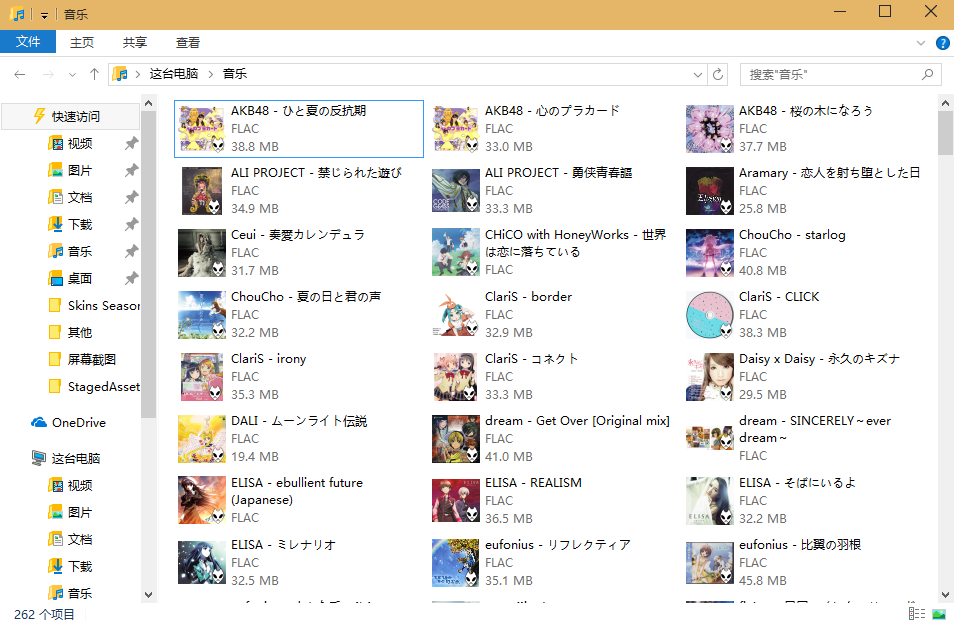 音乐
文件 主页 共享 查看
这台电脑 音乐 搜索"音乐"
快速访问
视频
图片
文档
下载
音乐
桌面
Skins Season
其他
屏幕截图
StagedAsset
OneDrive
这台电脑
视频
图片
文档
下载
音乐
AKB48 - ひと夏の反抗期
FLAC
38.8 MB
AKB48 - 心のプラカード
FLAC
33.0 MB
AKB48 - 桜の木になろう
FLAC
37.7 MB
ALI PROJECT - 禁じられた遊び
FLAC
34.9 MB
ALI PROJECT - 勇侠青春謳
FLAC
33.3 MB
Aramary - 恋人を射ち堕とした日
FLAC
25.8 MB
Ceui - 奏愛カレンデュラ
FLAC
31.7 MB
CHiCO with HoneyWorks - 世界
は恋に落ちている
FLAC
ChouCho - starlog
FLAC
40.8 MB
ChouCho - 夏の日と君の声
FLAC
32.2 MB
ClariS - border
FLAC
32.9 MB
ClariS - CLICK
FLAC
38.3 MB
ClariS - irony
FLAC
35.3 MB
ClariS - コネクト
FLAC
33.3 MB
Daisy x Daisy - 永久のキズナ
FLAC
29.5 MB
DALI - ムーンライト伝説
FLAC
19.4 MB
dream - Get Over [Original mix]
FLAC
41.0 MB
dream - SINCERELY～ever
dream～
FLAC
ELISA - ebullient future
(Japanese)
FLAC
ELISA - REALISM
FLAC
36.5 MB
ELISA - そばにいるよ
FLAC
32.2 MB
ELISA - ミレナリオ
FLAC
32.5 MB
eufonius - リフレクティア
FLAC
35.1 MB
eufonius - 比翼の羽根
FLAC
45.8 MB
262 个项目